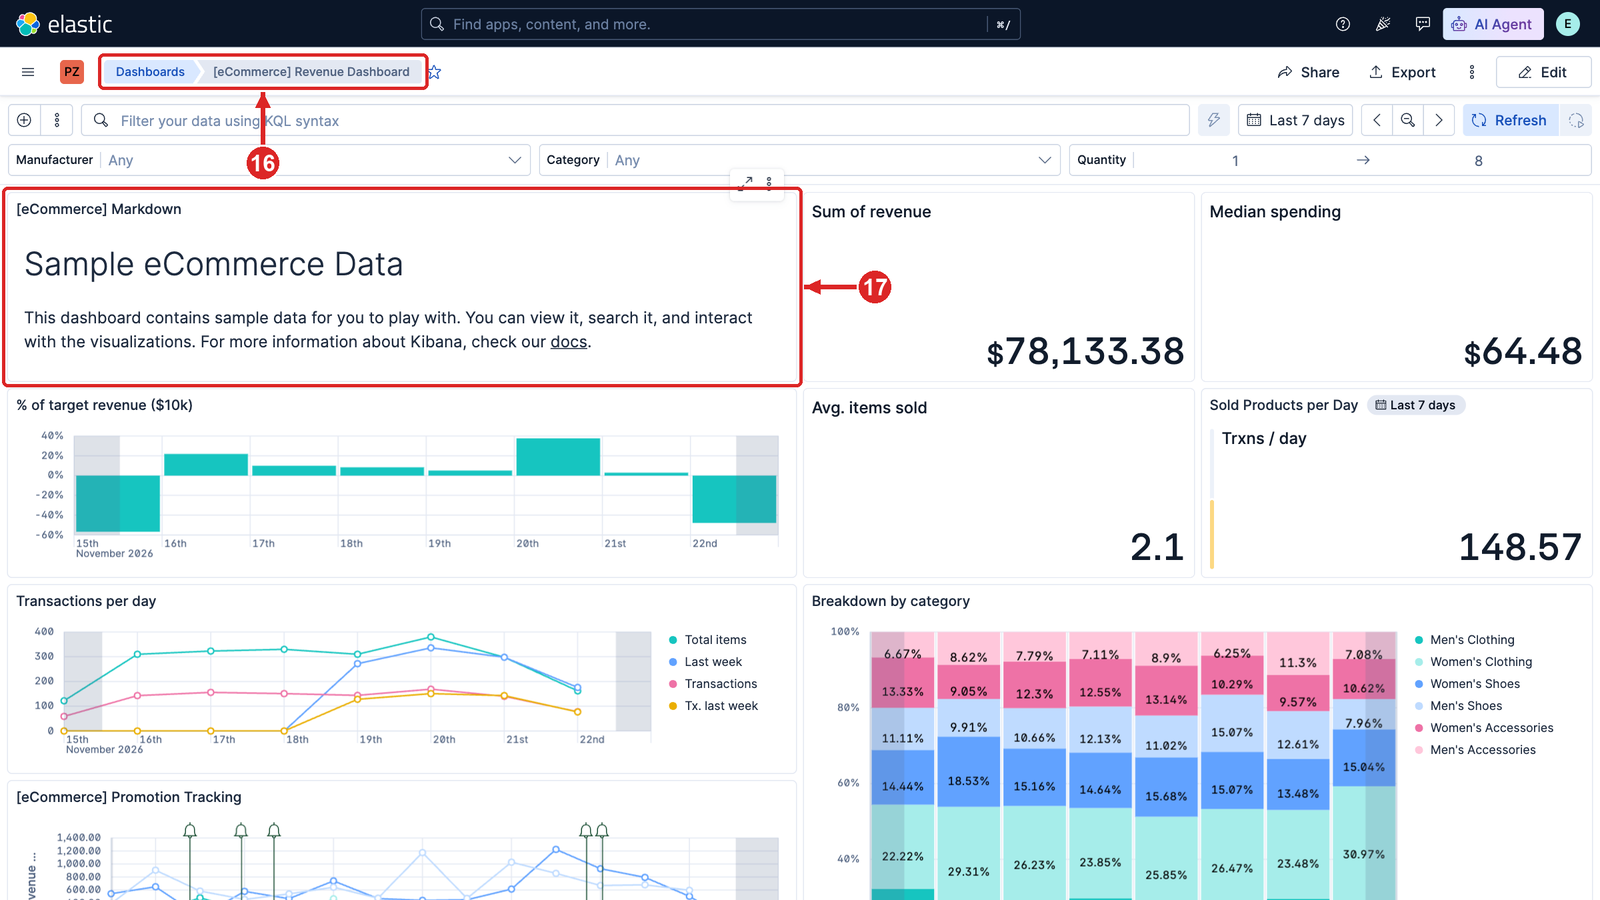 elastic
Find apps, content, and more.
⌘/
AI Agent
E
PZ
Dashboards
[eCommerce] Revenue Dashboard
Share
Export
Edit
Filter your data using KQL syntax
Last 7 days
Refresh
Manufacturer Any
Category Any
Quantity 1 → 8
16
[eCommerce] Markdown
Sample eCommerce Data
This dashboard contains sample data for you to play with. You can view it, search it, and interact
with the visualizations. For more information about Kibana, check our docs.
17
Sum of revenue
$78,133.38
Median spending
$64.48
% of target revenue ($10k)
40%
20%
0%
-20%
-40%
-60%
15th 16th 17th 18th 19th 20th 21st 22nd
November 2026
Avg. items sold
2.1
Sold Products per Day Last 7 days
Trxns / day
148.57
Transactions per day
400
300
200
100
0
15th 16th 17th 18th 19th 20th 21st 22nd
November 2026
Total items
Last week
Transactions
Tx. last week
Breakdown by category
100%
80%
60%
40%
6.67% 8.62% 7.79% 7.11% 8.9% 6.25% 11.3% 7.08%
13.33% 9.05% 12.3% 12.55% 13.14% 10.29% 9.57% 10.62%
11.11% 9.91% 10.66% 12.13% 11.02% 15.07% 12.61% 7.96%
14.44% 18.53% 15.16% 14.64% 15.68% 15.07% 13.48% 15.04%
22.22% 29.31% 26.23% 23.85% 25.85% 26.47% 23.48% 30.97%
Men's Clothing
Women's Clothing
Women's Shoes
Men's Shoes
Women's Accessories
Men's Accessories
[eCommerce] Promotion Tracking
1,400.00
1,200.00
1,000.00
800.00
600.00